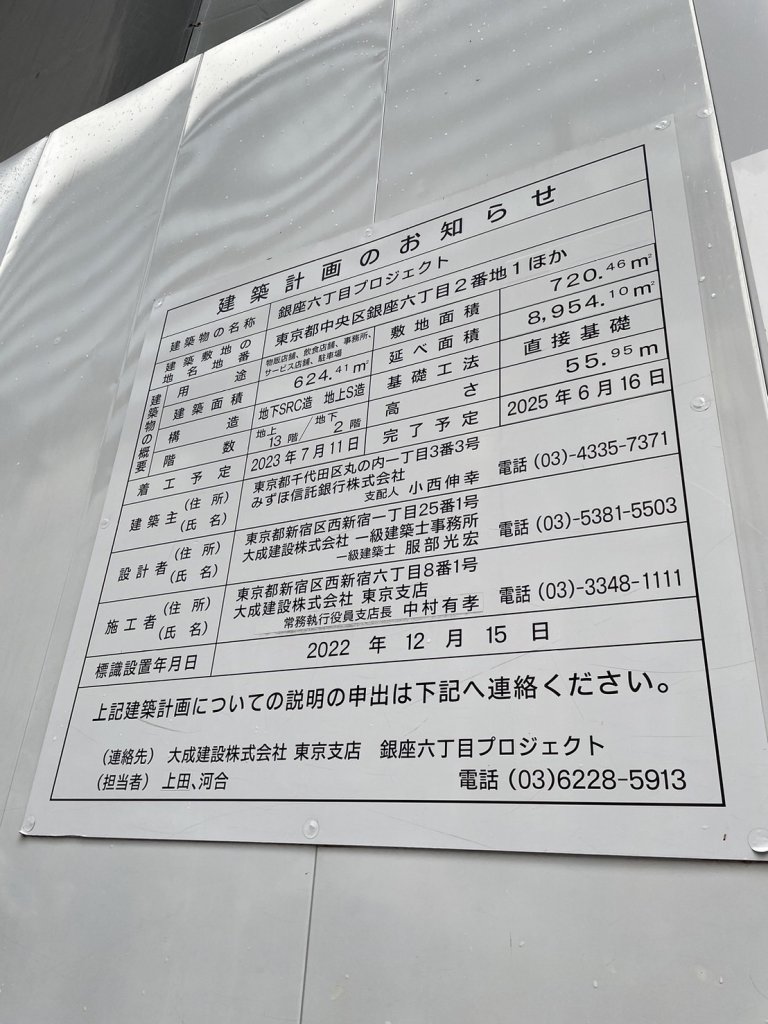 建築計画のお知らせ
建築物の名称 銀座六丁目プロジェクト
建築敷地の地名地番 東京都中央区銀座六丁目2番地1ほか
建築物の概要
用途 物販店舗、飲食店舗、事務所、
サービス店舗、駐車場
敷地面積 720.46㎡
建築面積 624.41㎡ 延べ面積 8,954.10㎡
構造 地下SRC造 地上S造 基礎工法 直接基礎
階数 地上13階/地下2階 高さ 55.95m
着工予定 2023年7月11日 完了予定 2025年6月16日
建築主 (住所) 東京都千代田区丸の内一丁目3番3号
(氏名) みずほ信託銀行株式会社
支配人 小西伸幸 電話 (03)-4335-7371
設計者 (住所) 東京都新宿区西新宿一丁目25番1号
(氏名) 大成建設株式会社 一級建築士事務所
一級建築士 服部光宏 電話 (03)-5381-5503
施工者 (住所) 東京都新宿区西新宿六丁目8番1号
(氏名) 大成建設株式会社 東京支店
常務執行役員支店長 中村有孝 電話 (03)-3348-1111
標識設置年月日 2022年12月15日
上記建築計画についての説明の申出は下記へ連絡ください。
(連絡先) 大成建設株式会社 東京支店 銀座六丁目プロジェクト
(担当者) 上田、河合 電話 (03)6228-5913